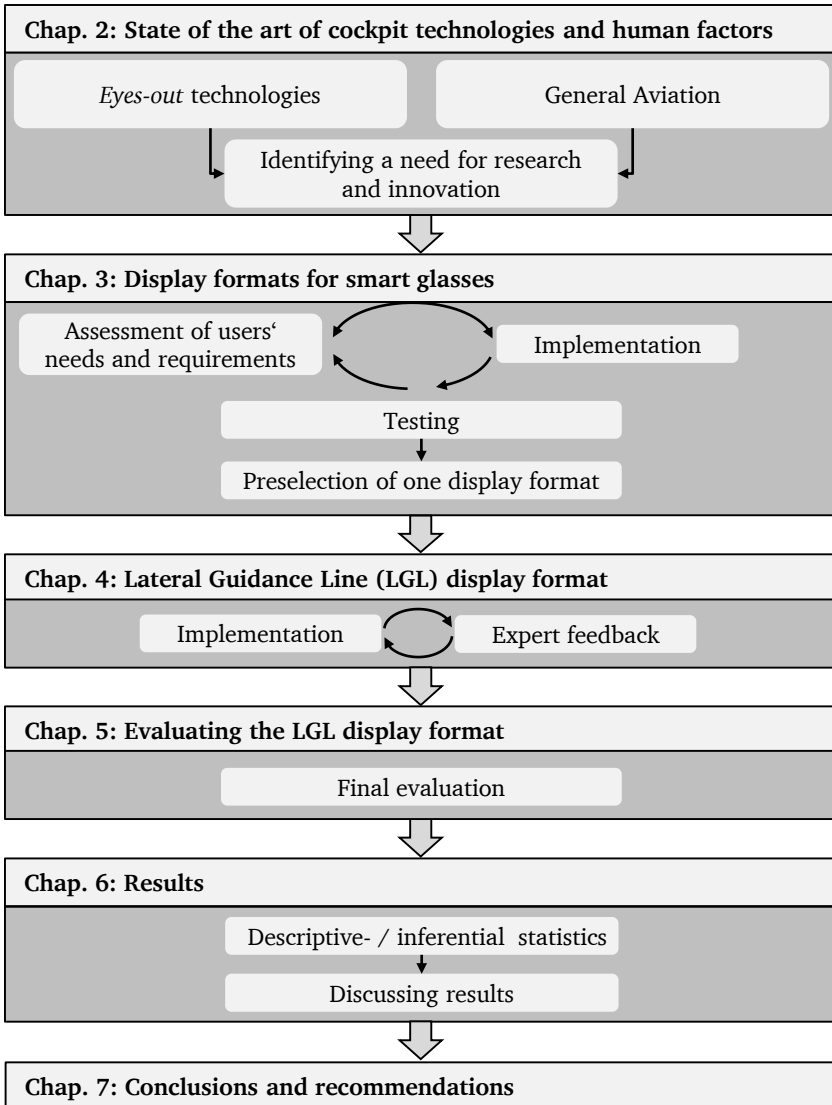 Chap. 2: State of the art of cockpit technologies and human factors
Eyes-out technologies
General Aviation
Identifying a need for research
and innovation
Chap. 3: Display formats for smart glasses
Assessment of users‘
needs and requirements
Implementation
Testing
Preselection of one display format
Chap. 4: Lateral Guidance Line (LGL) display format
Implementation
Expert feedback
Chap. 5: Evaluating the LGL display format
Final evaluation
Chap. 6: Results
Descriptive- / inferential statistics
Discussing results
Chap. 7: Conclusions and recommendations